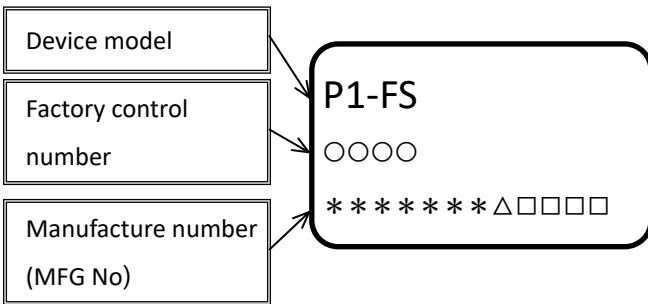 Device model
Factory control
number
Manufacture number
(MFG No)
P1-FS
○○○○
*******△□□□□